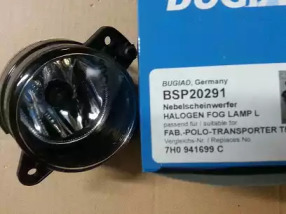 BUGIAD
BUGIAD, Germany
BSP20291
Nebelscheinwerfer
HALOGEN FOG LAMP L
passend für / suitable for
FAB.-POLO-TRANSPORTER
Vergleichs-Nr. / Replaces No.
7H0 941699 C